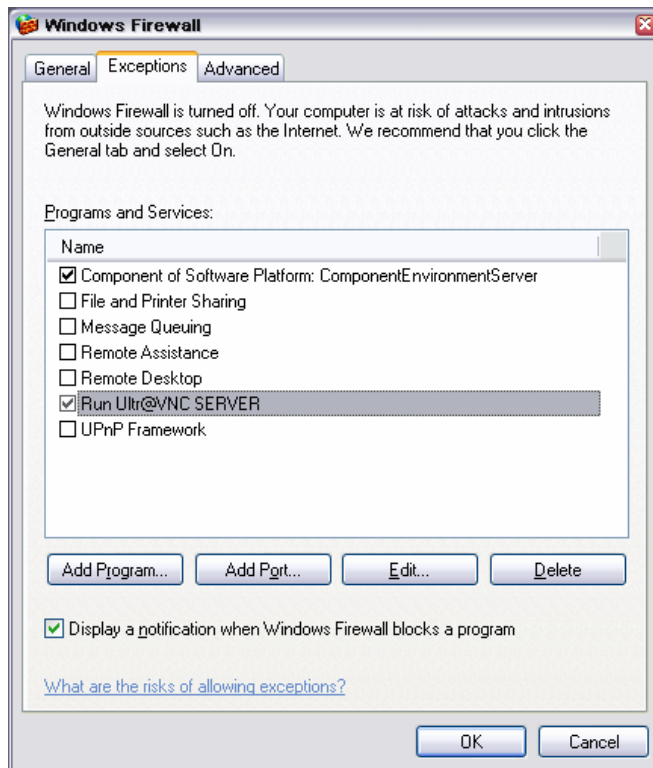 Windows Firewall
General Exceptions Advanced
Windows Firewall is turned off. Your computer is at risk of attacks and intrusions
from outside sources such as the Internet. We recommend that you click the
General tab and select On.
Programs and Services:
Name
Component of Software Platform: ComponentEnvironmentServer
File and Printer Sharing
Message Queuing
Remote Assistance
Remote Desktop
Run Ultr@VNC SERVER
UPnP Framework
Add Program... Add Port... Edit... Delete
Display a notification when Windows Firewall blocks a program
What are the risks of allowing exceptions?
OK Cancel